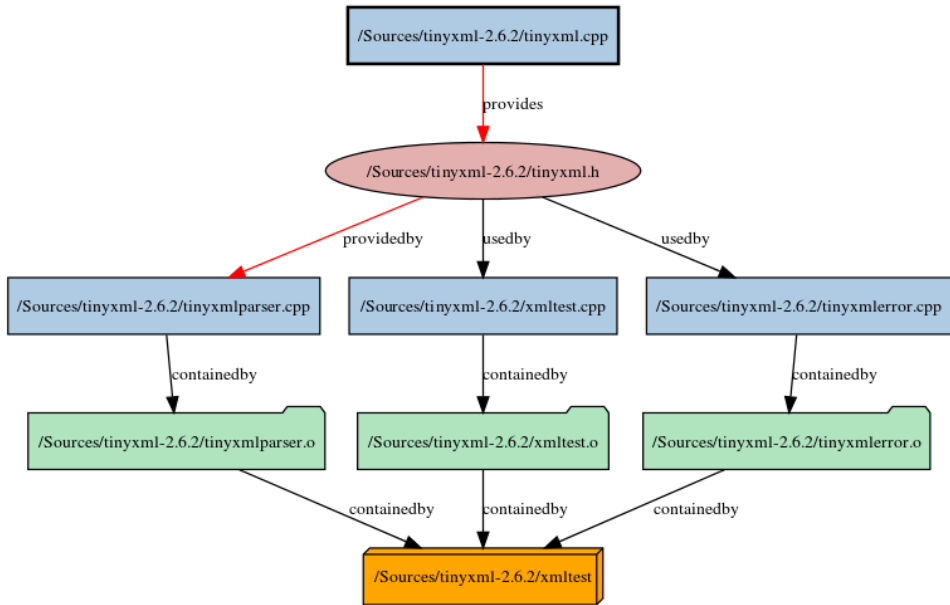 /Sources/tinyxml-2.6.2/tinyxml.cpp
provides
/Sources/tinyxml-2.6.2/tinyxml.h
providedby
usedby
usedby
/Sources/tinyxml-2.6.2/tinyxmlparser.cpp
/Sources/tinyxml-2.6.2/xmltest.cpp
/Sources/tinyxml-2.6.2/tinyxmlerror.cpp
containedby
containedby
containedby
/Sources/tinyxml-2.6.2/tinyxmlparser.o
/Sources/tinyxml-2.6.2/xmltest.o
/Sources/tinyxml-2.6.2/tinyxmlerror.o
containedby
containedby
containedby
/Sources/tinyxml-2.6.2/xmltest